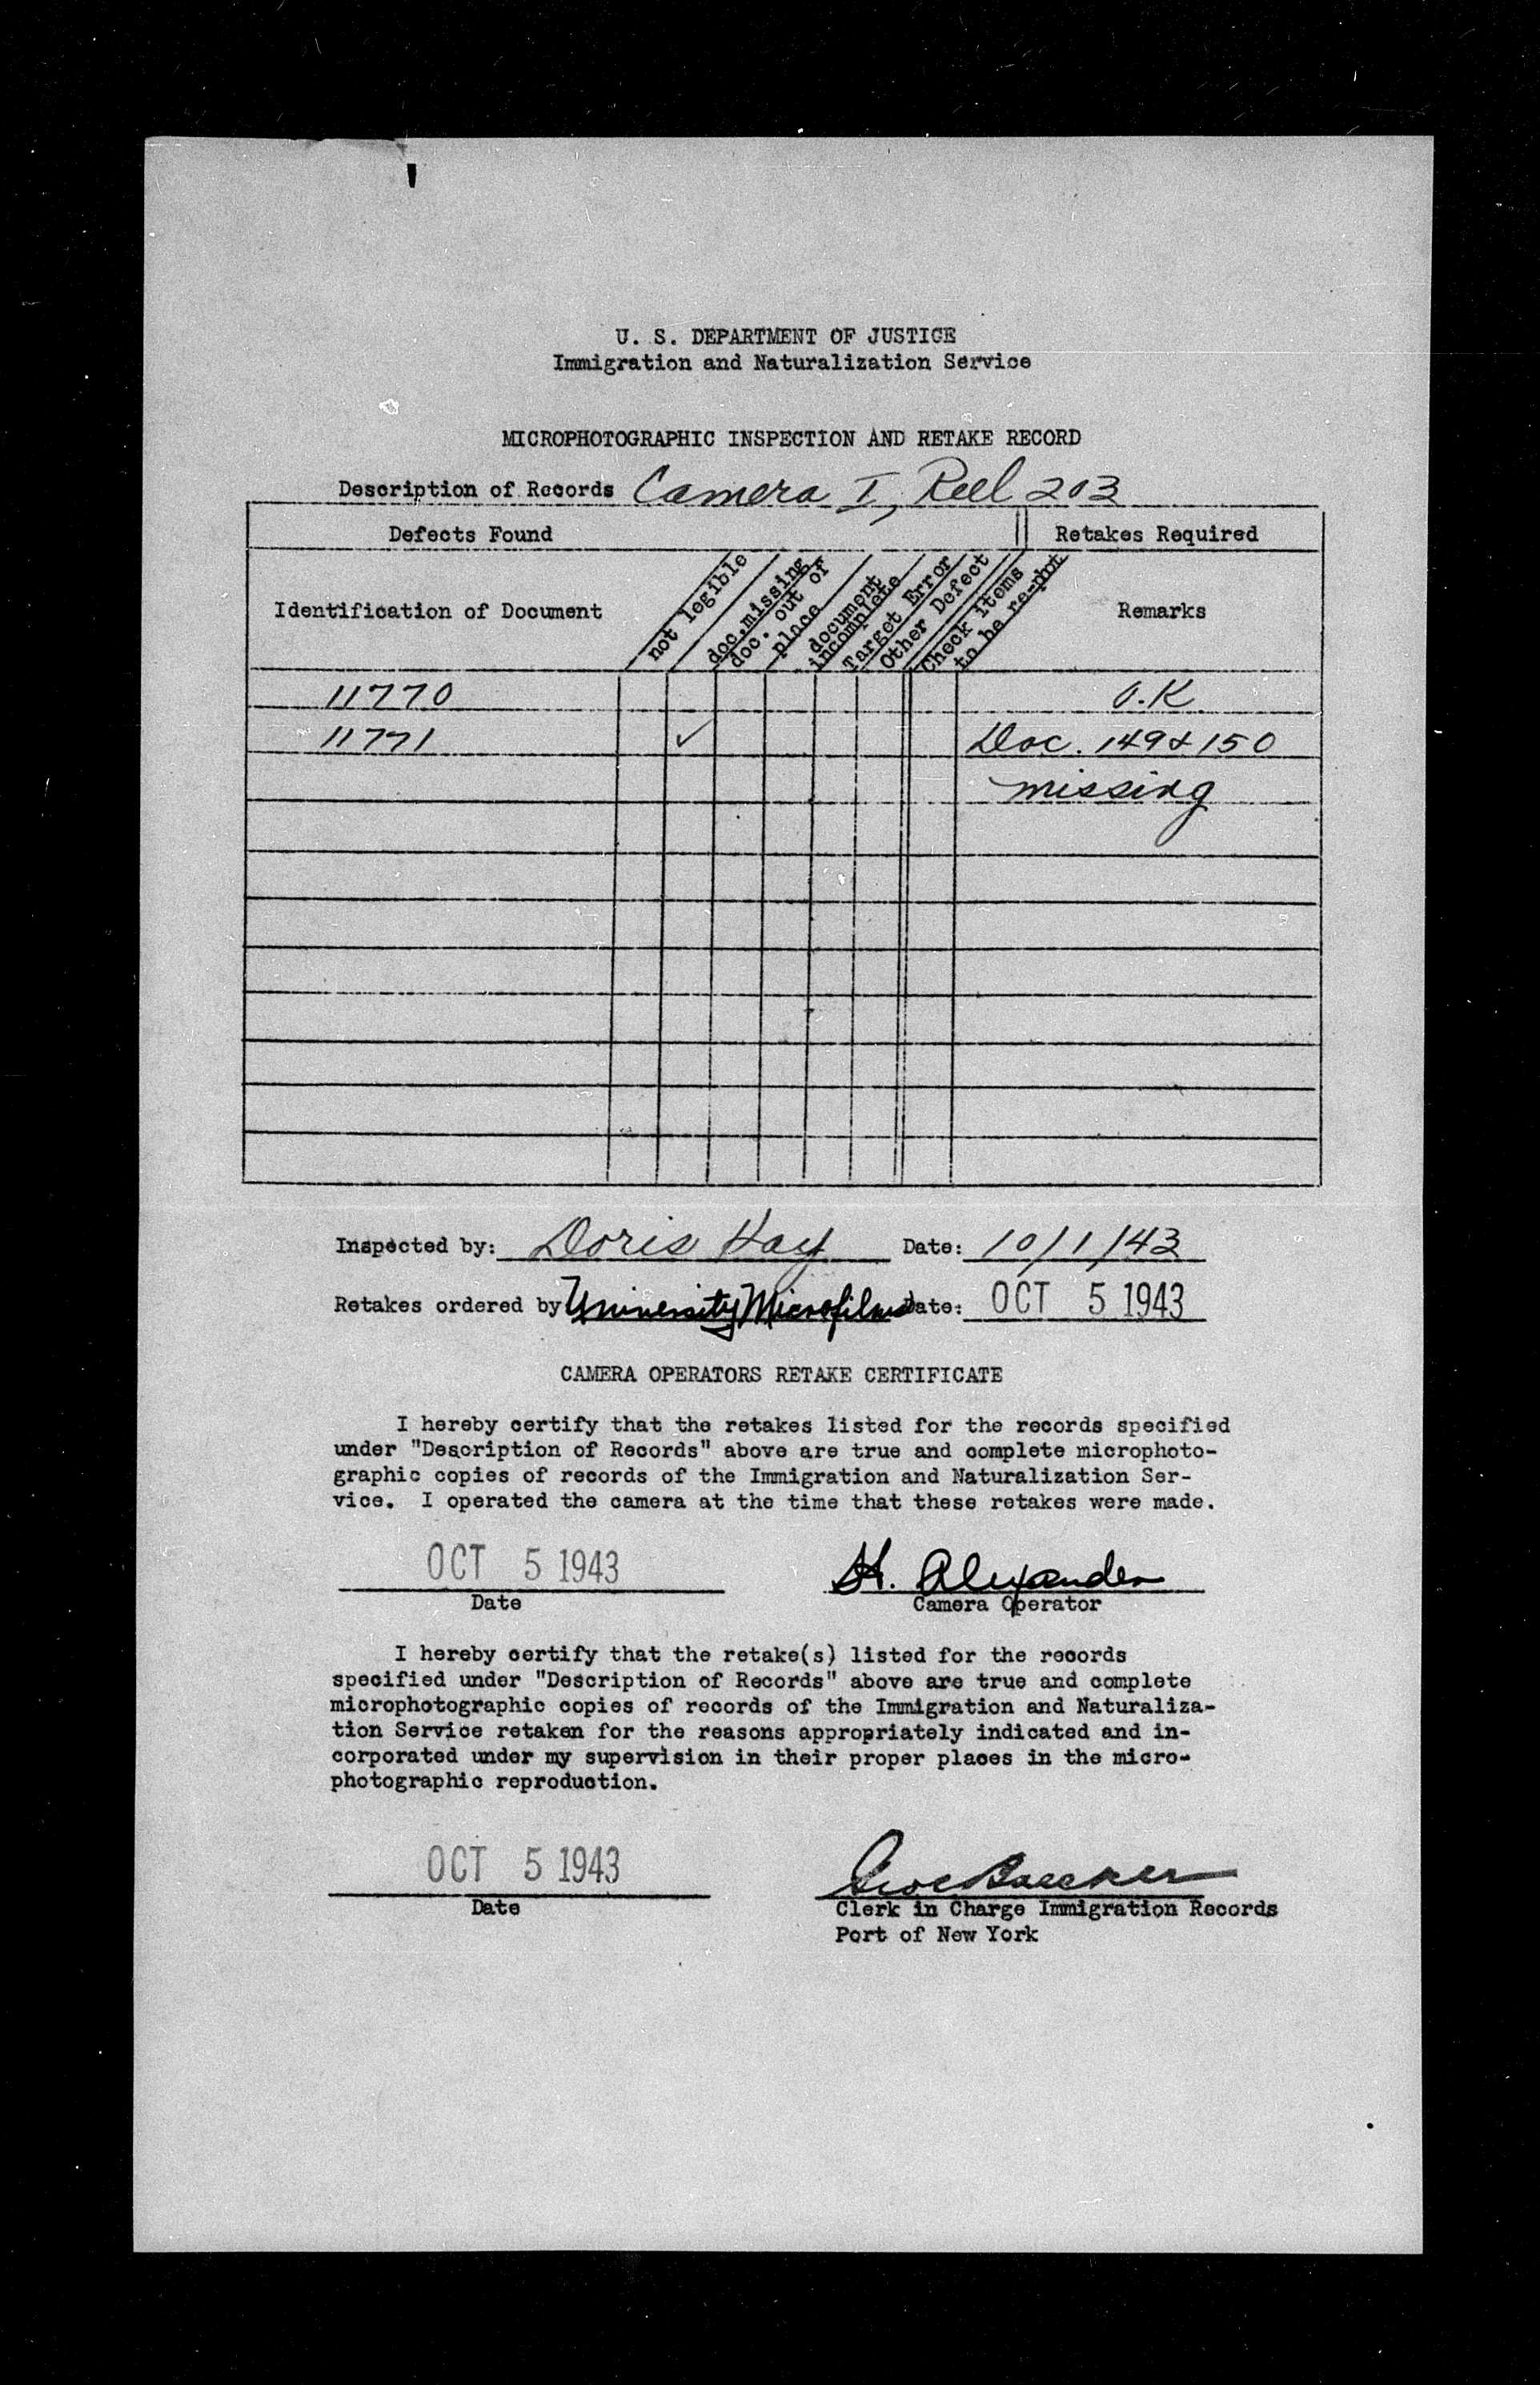 U. S. DEPARTMENT OF JUSTICE
Immigration and Naturalization Service
MICROPHOTOGRAPHIC INSPECTION AND RETAKE RECORD
Description of Records Camera I, Reel 203
Defects Found Retakes Required
Identification of Document not legible doc. missing doc. out of place document incomplete Target Error Other Defect Check items to be re-phot Remarks
11770 O.K.
11771 ✓ Doc. 149 & 150
missing
Inspected by: Doris Hay Date: 10/1/43
Retakes ordered by University Microfilms Date: OCT 5 1943
CAMERA OPERATORS RETAKE CERTIFICATE
I hereby certify that the retakes listed for the records specified
under "Description of Records" above are true and complete microphoto-
graphic copies of records of the Immigration and Naturalization Ser-
vice. I operated the camera at the time that these retakes were made.
OCT 5 1943 H. Alexander
Date Camera Operator
I hereby certify that the retake(s) listed for the records
specified under "Description of Records" above are true and complete
microphotographic copies of records of the Immigration and Naturaliza-
tion Service retaken for the reasons appropriately indicated and in-
corporated under my supervision in their proper places in the micro-
photographic reproduction.
OCT 5 1943
Date Clerk in Charge Immigration Records
Port of New York